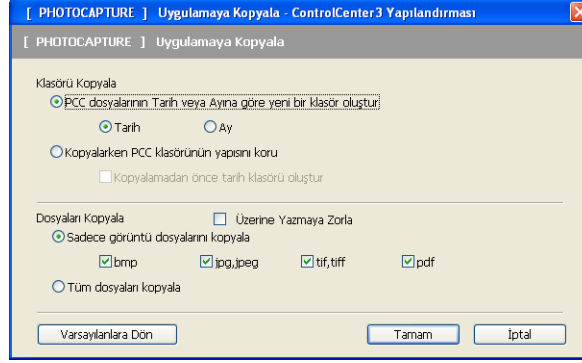 [ PHOTOCAPTURE ] Uygulamaya Kopyala - ControlCenter3 Yapılandırması
[ PHOTOCAPTURE ] Uygulamaya Kopyala
Klasörü Kopyala
PCC dosyalarının Tarih veya Ayına göre yeni bir klasör oluştur
Tarih Ay
Kopyalarken PCC klasörünün yapısını koru
Kopyalamadan önce tarih klasörü oluştur
Dosyaları Kopyala Üzerine Yazmaya Zorla
Sadece görüntü dosyalarını kopyala
bmp jpg,jpeg tif,tiff pdf
Tüm dosyaları kopyala
Varsayılanlara Dön Tamam İptal